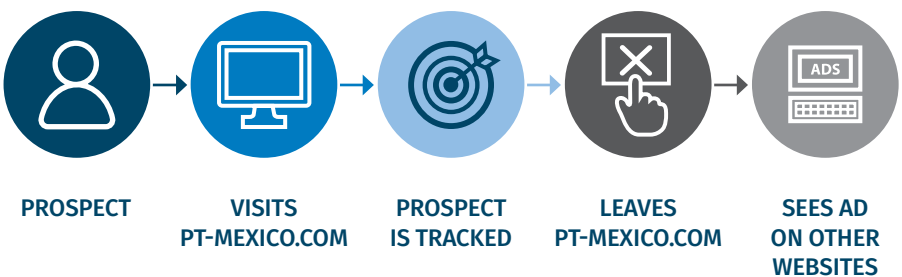 ADS
PROSPECT
VISITS
PT-MEXICO.COM
PROSPECT
IS TRACKED
LEAVES
PT-MEXICO.COM
SEES AD
ON OTHER
WEBSITES